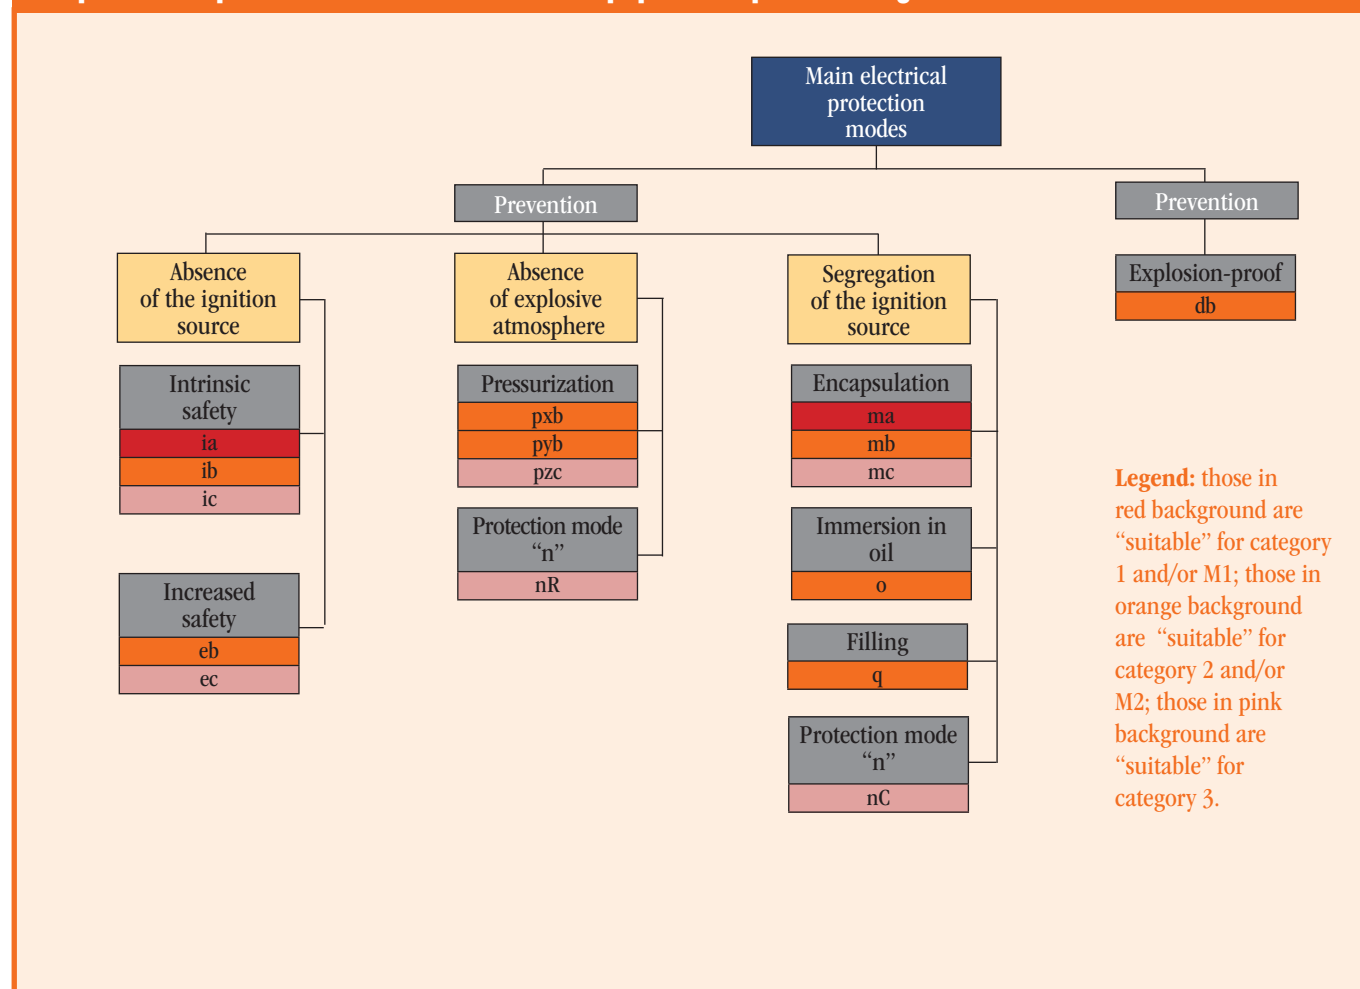 Main electrical
protection
modes
Prevention
Prevention
Absence
of the ignition
source
Absence
of explosive
atmosphere
Segregation
of the ignition
source
Explosion-proof
db
Intrinsic
safety
ia
ib
ic
Increased
safety
eb
ec
Pressurization
pxb
pyb
pzc
Protection mode
“n”
nR
Encapsulation
ma
mb
mc
Immersion in
oil
o
Filling
q
Protection mode
“n”
nC
Legend: those in
red background are
“suitable” for category
1 and/or M1; those in
orange background
are “suitable” for
category 2 and/or
M2; those in pink
background are
“suitable” for
category 3.